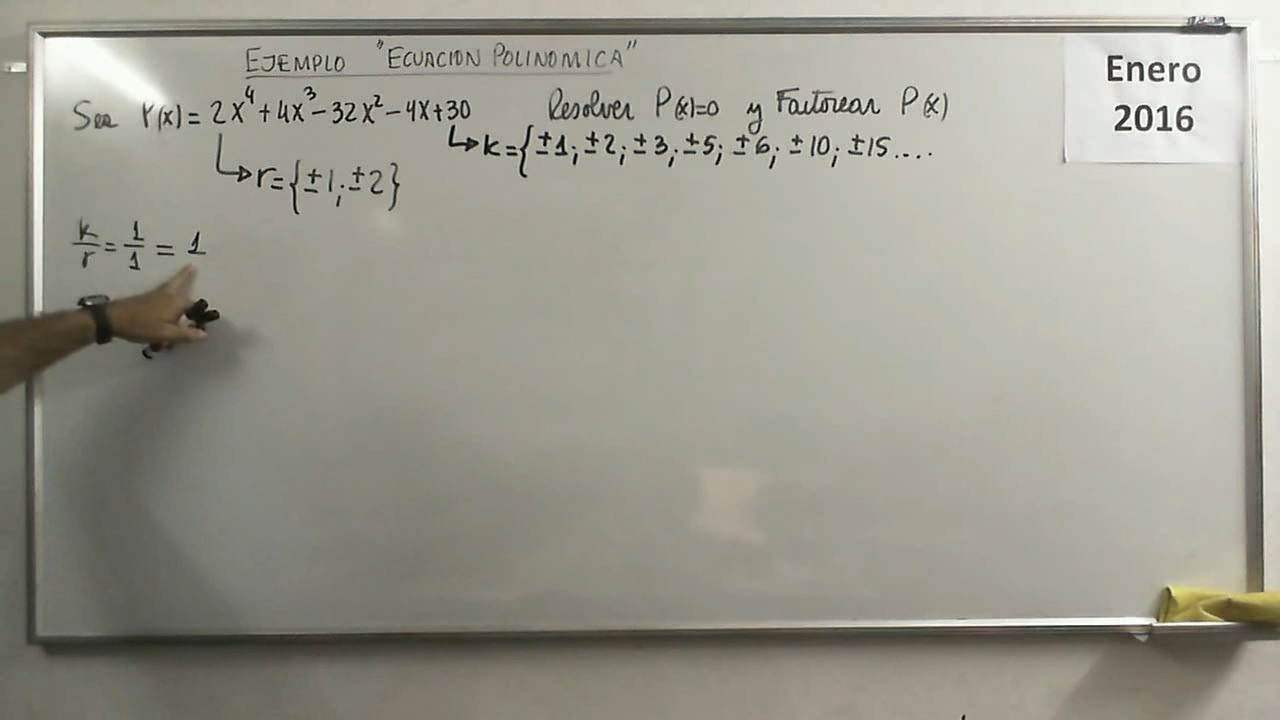 EJEMPLO "ECUACION POLINOMICA"
Sea P(x) = 2x⁴ + 4x³ - 32x² - 4x + 30 Resolver P(x)=0 y Factorear P(x)
↳ k = { ±1; ±2; ±3; ±5; ±6; ±10; ±15 ....
↳ r = { ±1; ±2 }
k/r = 1/1 = 1
Enero
2016